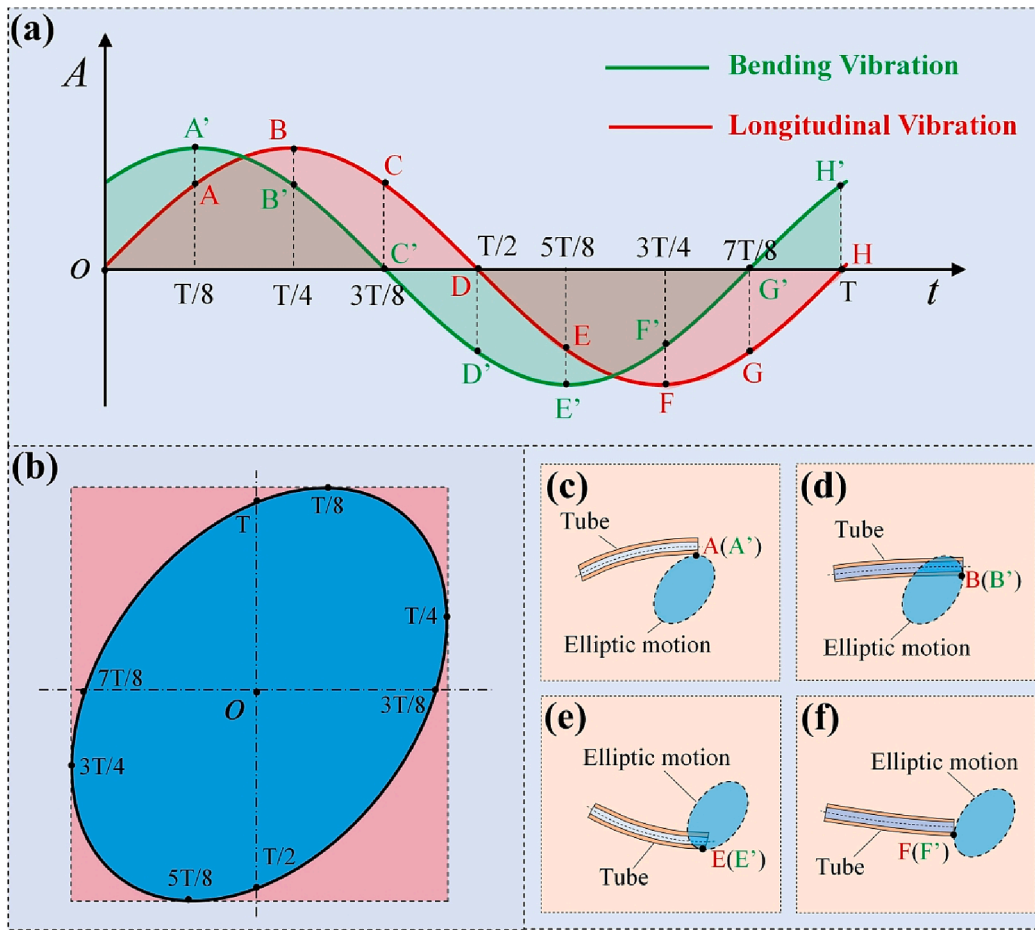 (a)
A
Bending Vibration
Longitudinal Vibration
A’
B
C
A
B’
H’
O
T/8
T/4
3T/8
C’
D
T/2
5T/8
3T/4
7T/8
H
G’
T
t
D’
E
F’
E’
F
G
(b)
T
T/8
T/4
7T/8
O
3T/8
3T/4
T/2
5T/8
(c)
Tube
A(A’)
Elliptic motion
(d)
Tube
B(B’)
Elliptic motion
(e)
Elliptic motion
Tube
E(E’)
(f)
Elliptic motion
Tube
F(F’)